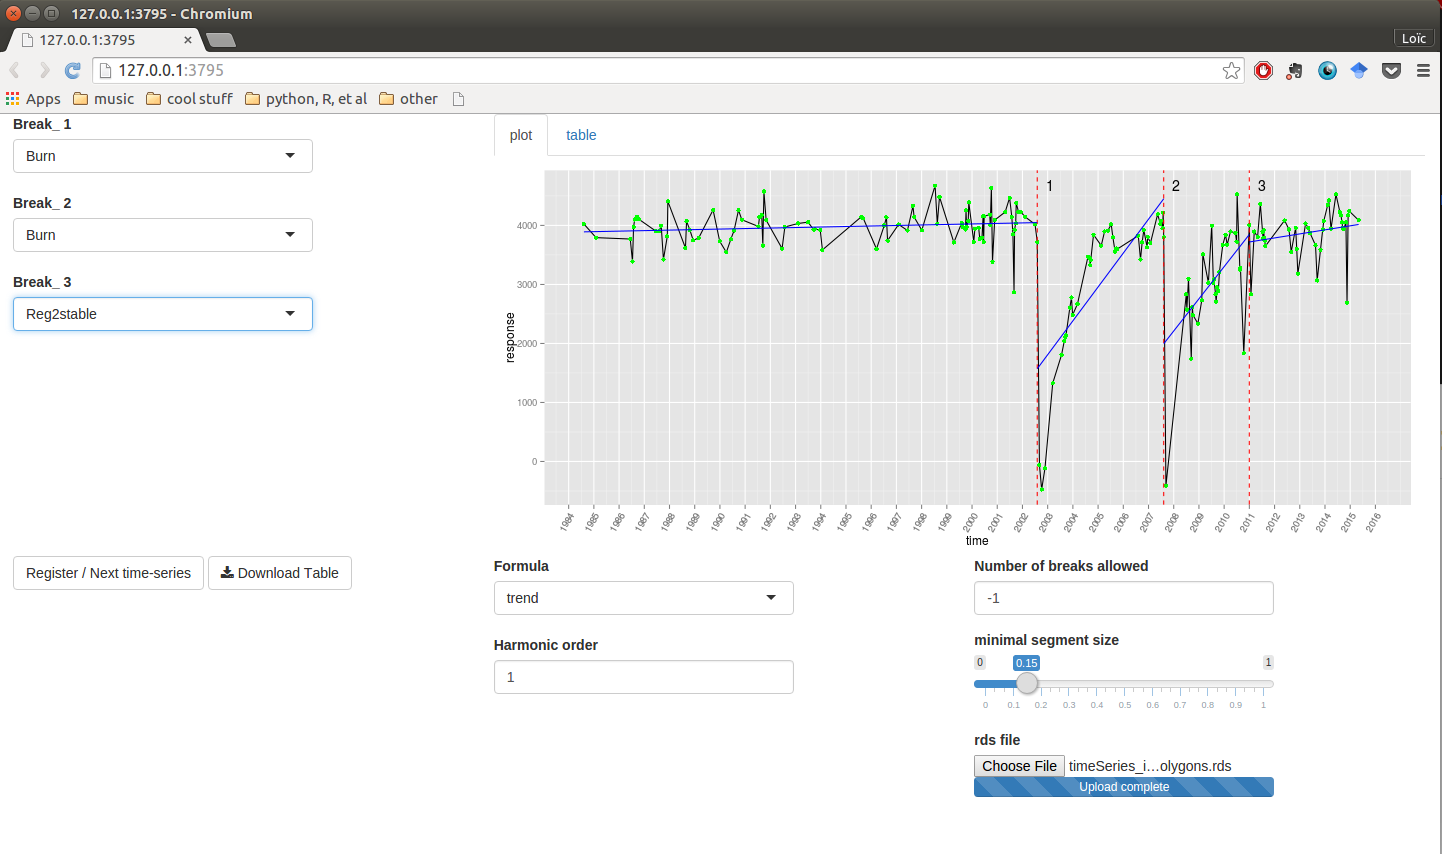 127.0.0.1:3795 - Chromium
127.0.0.1:3795
Loïc
127.0.0.1:3795
Apps music cool stuff python, R, et al other
Break_ 1
Burn
Break_ 2
Burn
Break_ 3
Reg2stable
Register / Next time-series Download Table
plot table
1 2 3
response
4000
3000
2000
1000
0
1984 1985 1986 1987 1988 1989 1990 1991 1992 1993 1994 1995 1996 1997 1998 1999 2000 2001 2002 2003 2004 2005 2006 2007 2008 2009 2010 2011 2012 2013 2014 2015 2016
time
Formula
trend
Harmonic order
1
Number of breaks allowed
-1
minimal segment size
0 0.15 1
0 0.1 0.2 0.3 0.4 0.5 0.6 0.7 0.8 0.9 1
rds file
Choose File timeSeries_i…olygons.rds
Upload complete